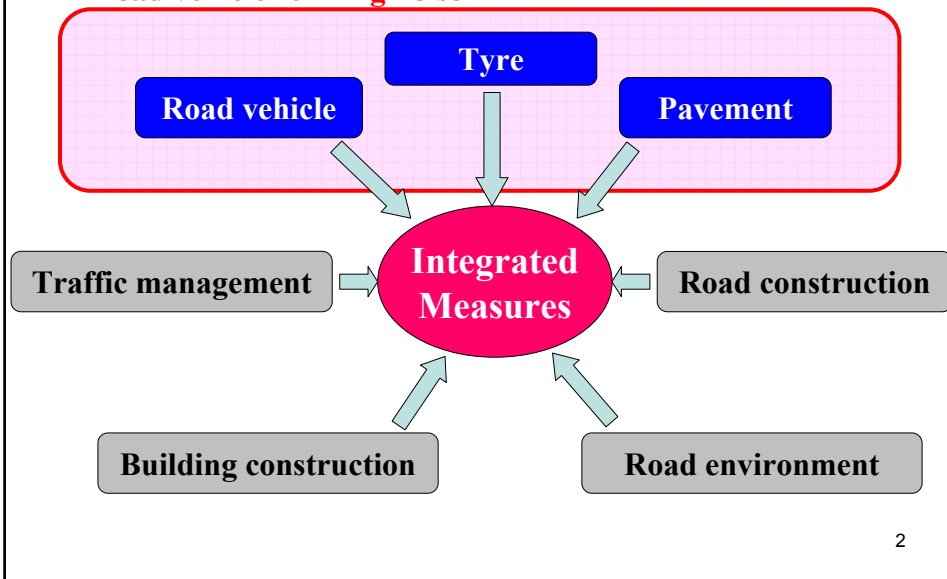 Tyre
Road vehicle
Pavement
Integrated
Measures
Traffic management
Road construction
Building construction
Road environment
2